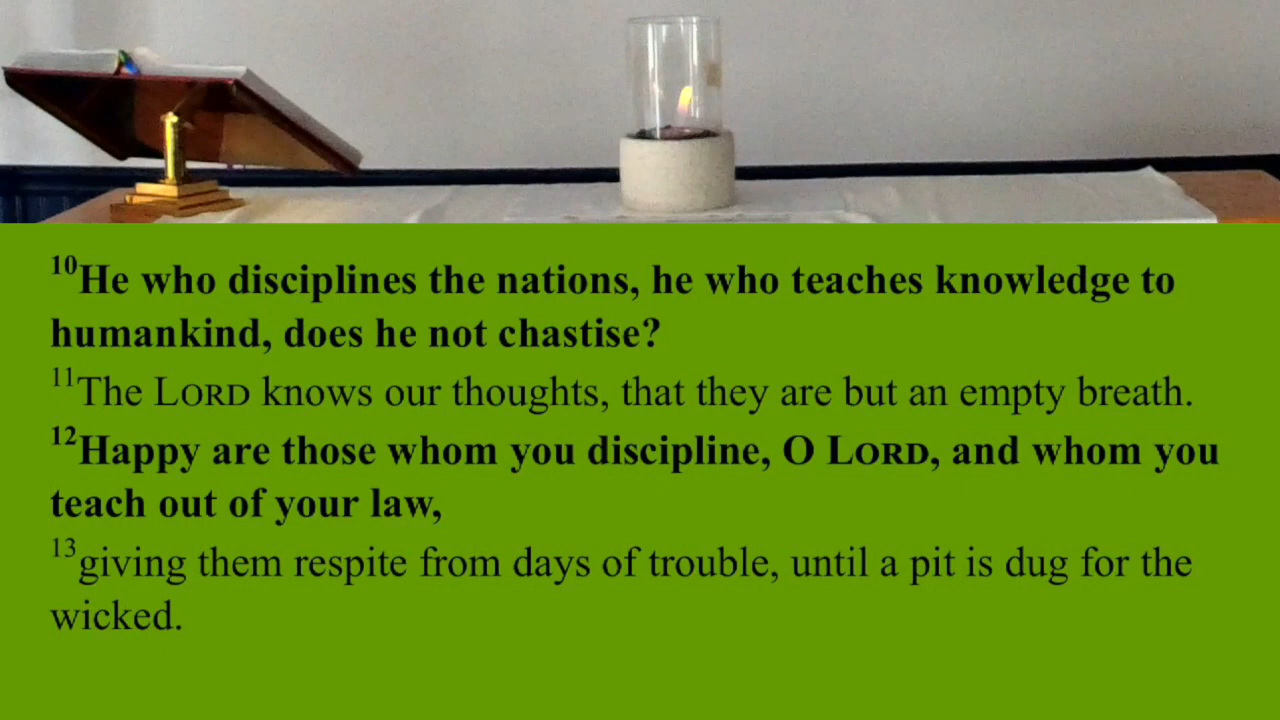 10He who disciplines the nations, he who teaches knowledge to
humankind, does he not chastise?
11The LORD knows our thoughts, that they are but an empty breath.
12Happy are those whom you discipline, O LORD, and whom you
teach out of your law,
13giving them respite from days of trouble, until a pit is dug for the
wicked.